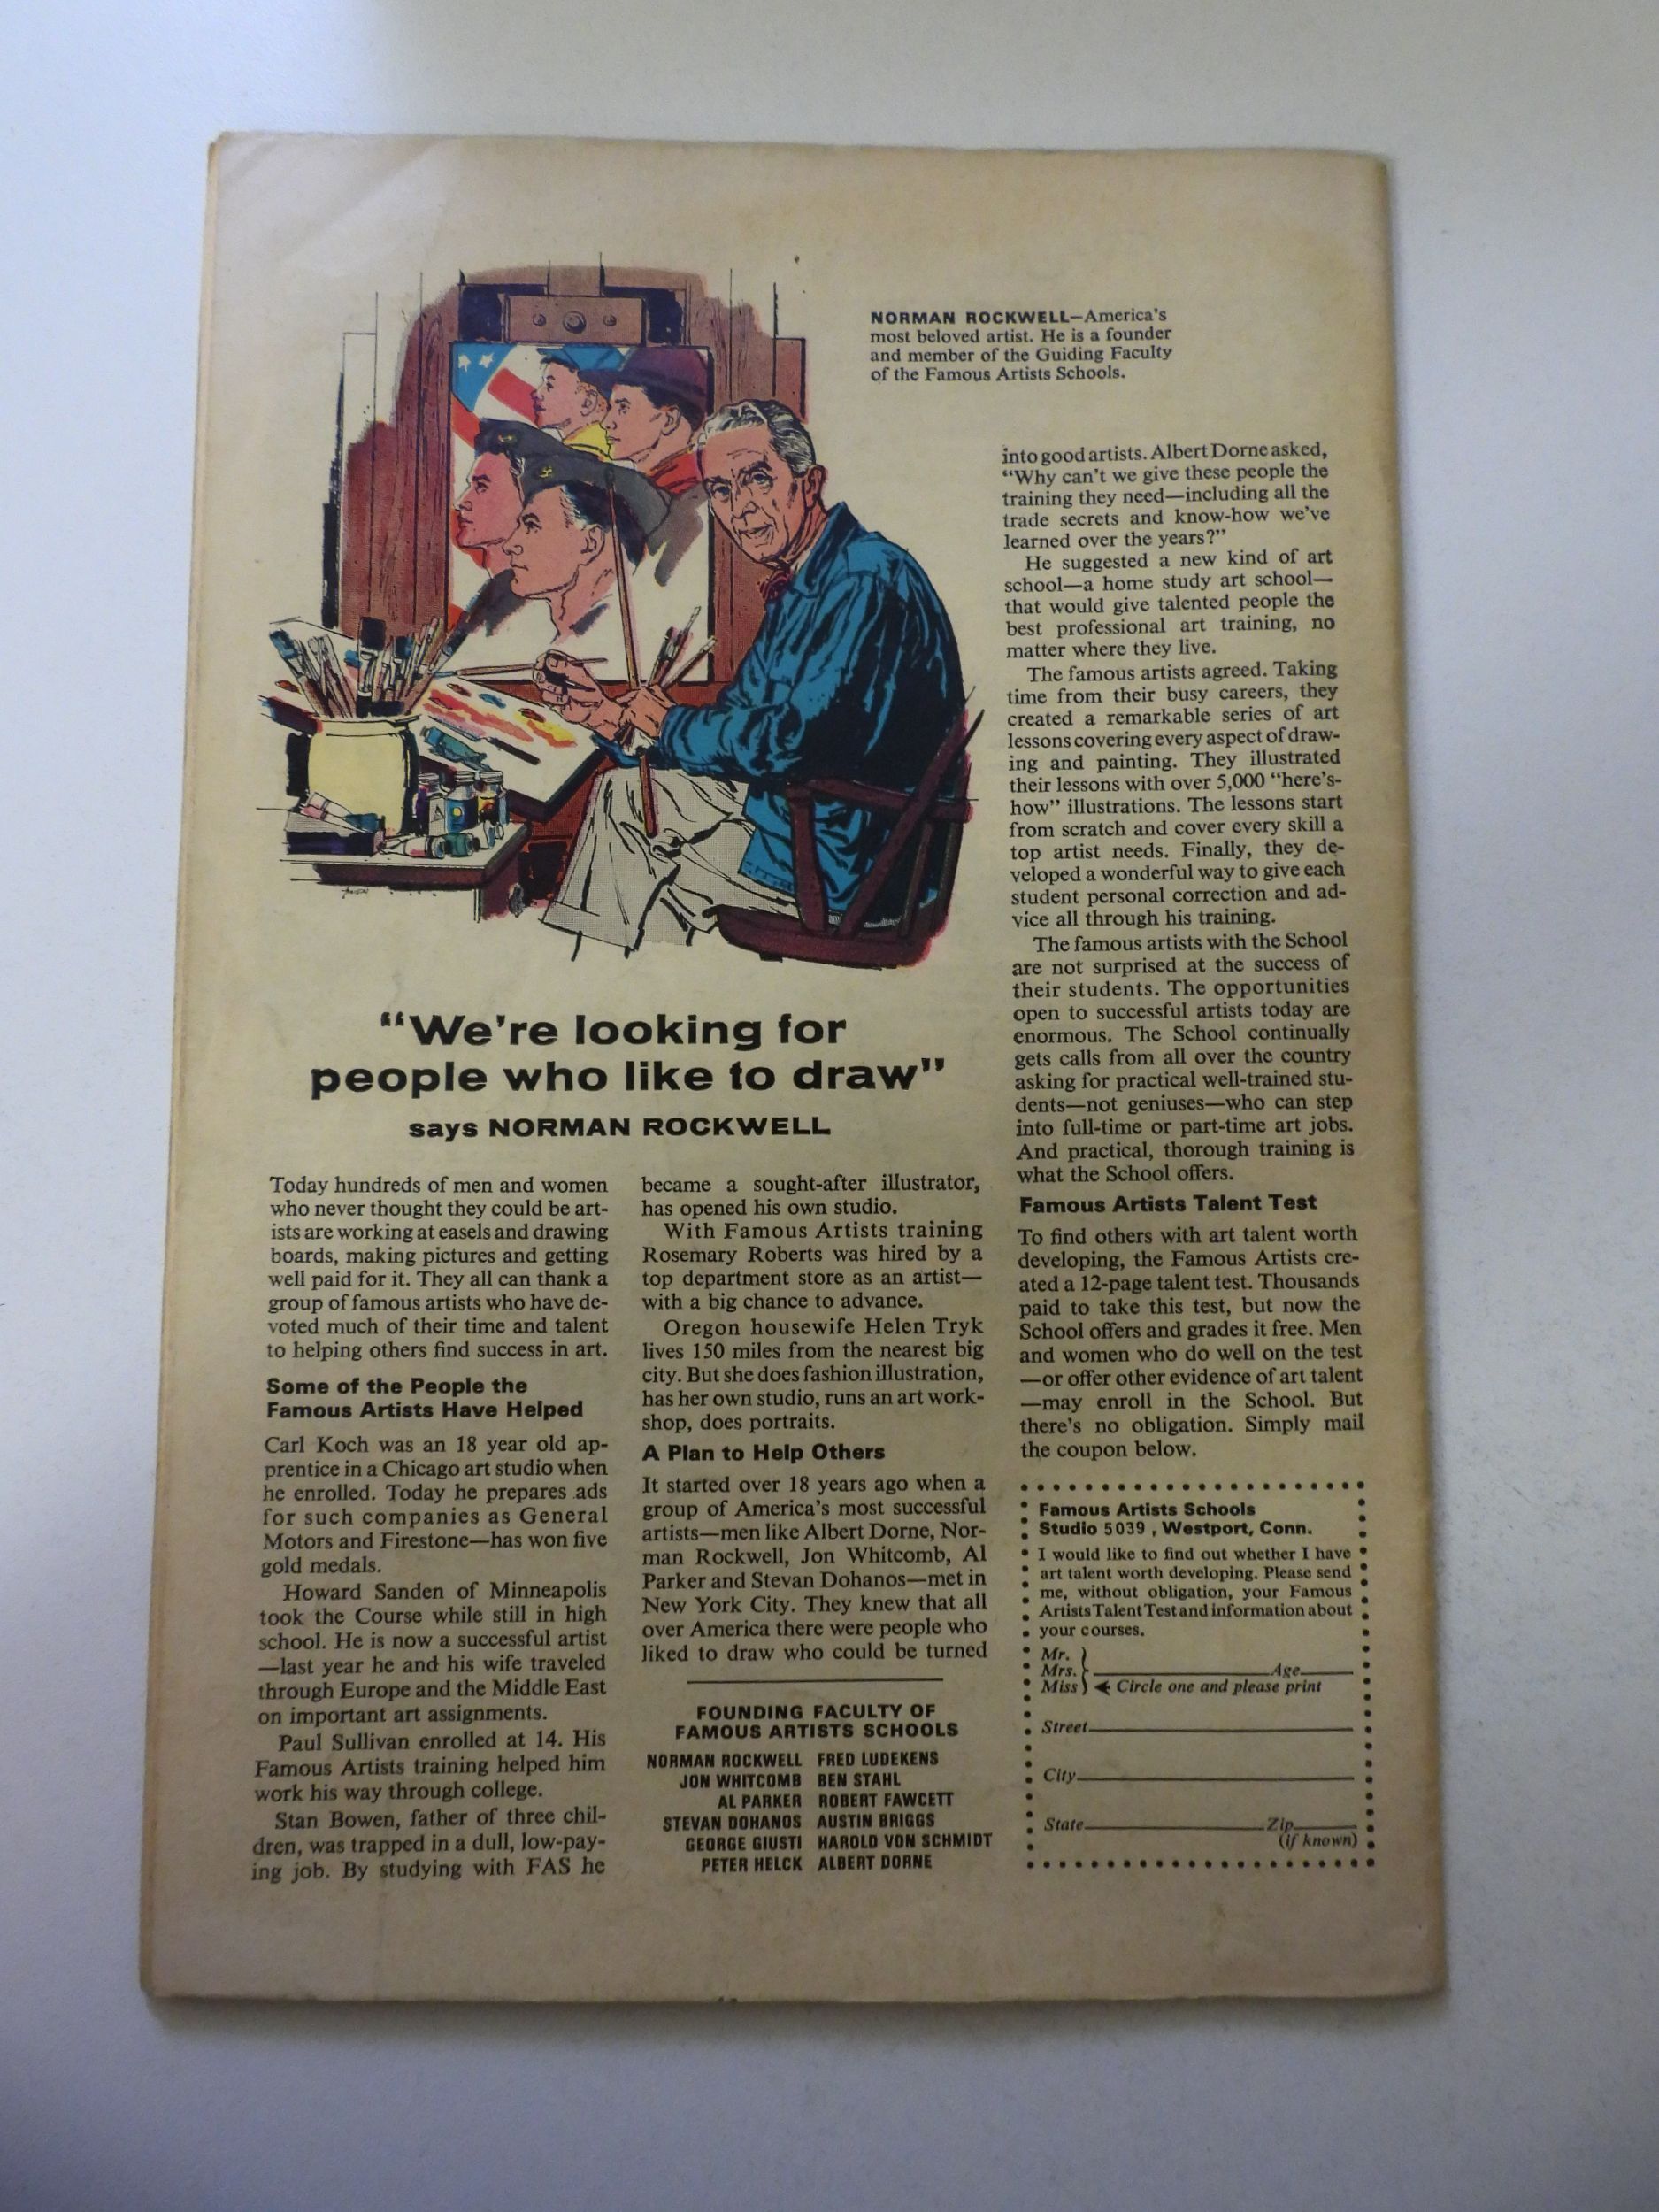 NORMAN ROCKWELL—America's
most beloved artist. He is a founder
and member of the Guiding Faculty
of the Famous Artists Schools.
"We're looking for
people who like to draw"
says NORMAN ROCKWELL
Today hundreds of men and women
who never thought they could be art-
ists are working at easels and drawing
boards, making pictures and getting
well paid for it. They all can thank a
group of famous artists who have de-
voted much of their time and talent
to helping others find success in art.
Some of the People the
Famous Artists Have Helped
Carl Koch was an 18 year old ap-
prentice in a Chicago art studio when
he enrolled. Today he prepares ads
for such companies as General
Motors and Firestone—has won five
gold medals.
Howard Sanden of Minneapolis
took the Course while still in high
school. He is now a successful artist
—last year he and his wife traveled
through Europe and the Middle East
on important art assignments.
Paul Sullivan enrolled at 14. His
Famous Artists training helped him
work his way through college.
Stan Bowen, father of three chil-
dren, was trapped in a dull, low-pay-
ing job. By studying with FAS he
became a sought-after illustrator,
has opened his own studio.
With Famous Artists training
Rosemary Roberts was hired by a
top department store as an artist—
with a big chance to advance.
Oregon housewife Helen Tryk
lives 150 miles from the nearest big
city. But she does fashion illustration,
has her own studio, runs an art work-
shop, does portraits.
A Plan to Help Others
It started over 18 years ago when a
group of America's most successful
artists—men like Albert Dorne, Nor-
man Rockwell, Jon Whitcomb, Al
Parker and Stevan Dohanos—met in
New York City. They knew that all
over America there were people who
liked to draw who could be turned
FOUNDING FACULTY OF
FAMOUS ARTISTS SCHOOLS
NORMAN ROCKWELL FRED LUDEKENS
JON WHITCOMB BEN STAHL
AL PARKER ROBERT FAWCETT
STEVAN DOHANOS AUSTIN BRIGGS
GEORGE GIUSTI HAROLD VON SCHMIDT
PETER HELCK ALBERT DORNE
into good artists. Albert Dorne asked,
"Why can't we give these people the
training they need—including all the
trade secrets and know-how we've
learned over the years?"
He suggested a new kind of art
school—a home study art school—
that would give talented people the
best professional art training, no
matter where they live.
The famous artists agreed. Taking
time from their busy careers, they
created a remarkable series of art
lessons covering every aspect of draw-
ing and painting. They illustrated
their lessons with over 5,000 "here's-
how" illustrations. The lessons start
from scratch and cover every skill a
top artist needs. Finally, they de-
veloped a wonderful way to give each
student personal correction and ad-
vice all through his training.
The famous artists with the School
are not surprised at the success of
their students. The opportunities
open to successful artists today are
enormous. The School continually
gets calls from all over the country
asking for practical well-trained stu-
dents—not geniuses—who can step
into full-time or part-time art jobs.
And practical, thorough training is
what the School offers.
Famous Artists Talent Test
To find others with art talent worth
developing, the Famous Artists cre-
ated a 12-page talent test. Thousands
paid to take this test, but now the
School offers and grades it free. Men
and women who do well on the test
—or offer other evidence of art talent
—may enroll in the School. But
there's no obligation. Simply mail
the coupon below.
Famous Artists Schools
Studio 5039 , Westport, Conn.
I would like to find out whether I have
art talent worth developing. Please send
me, without obligation, your Famous
Artists Talent Test and information about
your courses.
Mr.
Mrs. Age
Miss Circle one and please print
Street
City
State Zip
(if known)